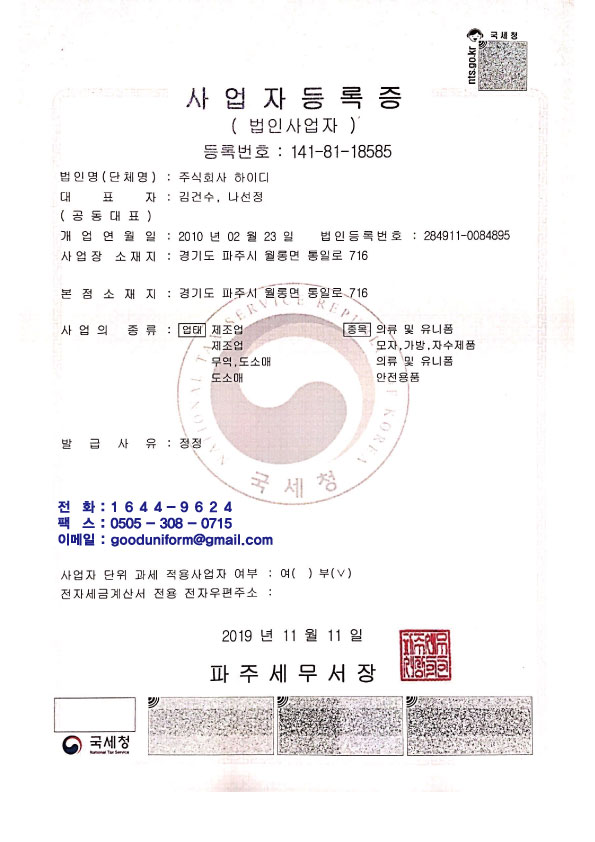 국세청
nts.go.kr
사업자등록증
( 법인사업자 )
등록번호 : 141-81-18585
법인명(단체명) : 주식회사 하이디
대 표 자 : 김건수, 나선정
( 공 동 대 표 )
개 업 연 월 일 : 2010 년 02 월 23 일 법인등록번호 : 284911-0084895
사업장 소재지 : 경기도 파주시 월롱면 통일로 716
본 점 소 재 지 : 경기도 파주시 월롱면 통일로 716
사 업 의 종 류 : 업태 제조업 종목 의류 및 유니폼
제조업 모자,가방,자수제품
무역,도소매 의류 및 유니폼
도소매 안전용품
NATIONAL TAX SERVICE REPUBLIC OF KOREA
국세청
발 급 사 유 : 정정
전 화 : 1 6 4 4 - 9 6 2 4
팩 스 : 0505 - 308 - 0715
이메일 : gooduniform@gmail.com
사업자 단위 과세 적용사업자 여부 : 여( ) 부(∨)
전자세금계산서 전용 전자우편주소 :
2019 년 11 월 11 일
파주세무서장
국세청
National Tax Service